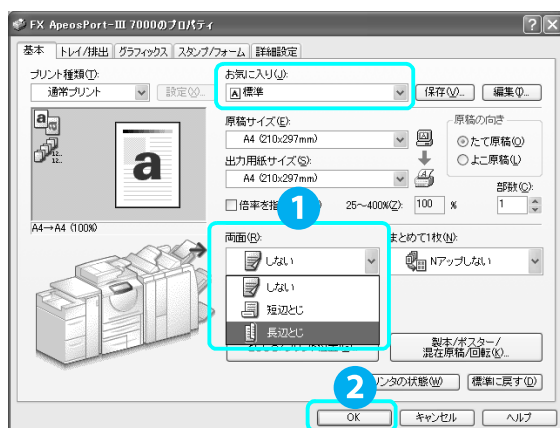 FX ApeosPort-III 7000のプロパティ
基本 トレイ/排出 グラフィックス スタンプ/フォーム 詳細設定
プリント種類(T):
通常プリント 設定(X)...
お気に入り(J):
A 標準 保存(V)... 編集(I)...
a
12.. 12..
a
A4→A4 (100%)
原稿サイズ(E):
A4 (210x297mm)
出力用紙サイズ(S):
A4 (210x297mm)
原稿の向き
たて原稿(O)
よこ原稿(L)
倍率を指
25～400%(Z): 100 %
部数(C):
1
1
両面(R):
しない
しない
短辺とじ
長辺とじ
まとめて1枚(N):
Nアップしない
製本/ポスター/
混在原稿/回転(K)...
ンタの状態(W) 標準に戻す(D)
2
OK キャンセル ヘルプ